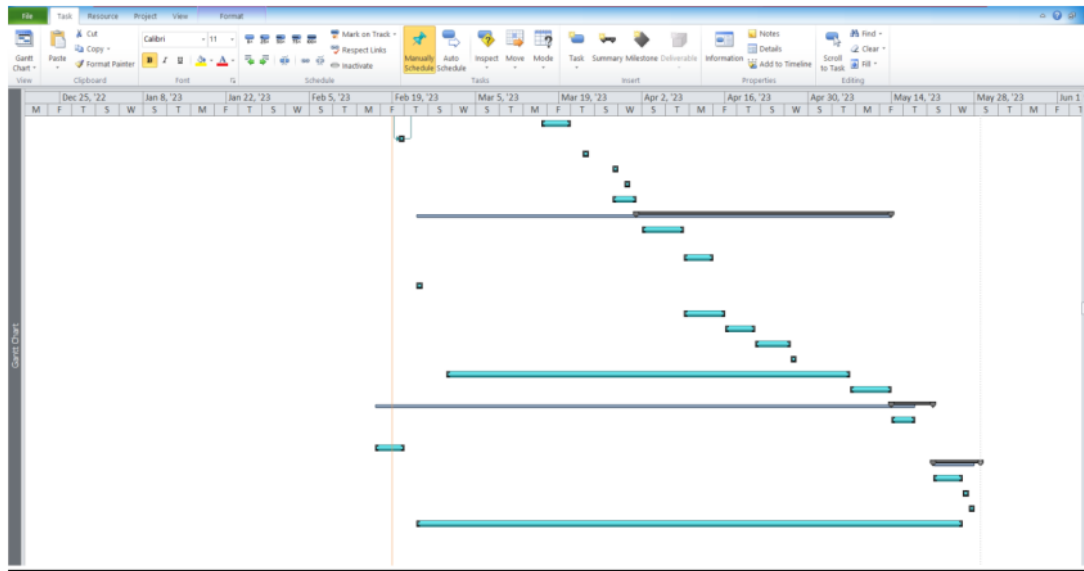 File Task Resource Project View Format
Gantt Chart
Paste
Cut
Copy
Format Painter
Calibri 11
B I U A
Mark on Track
Respect Links
Inactivate
Manually Schedule
Auto Schedule
Inspect
Move
Mode
Task
Summary
Milestone
Deliverable
Information
Notes
Details
Add to Timeline
Scroll to Task
Find
Clear
Fill
View Clipboard Font Schedule Tasks Insert Properties Editing
Dec 25, '22 Jan 8, '23 Jan 22, '23 Feb 5, '23 Feb 19, '23 Mar 5, '23 Mar 19, '23 Apr 2, '23 Apr 16, '23 Apr 30, '23 May 14, '23 May 28, '23 Jun 1
M F T S W S T M F T S W S T M F T S W S T M F T S W S T M F T S W S T M F T S W S T M F T
Gantt Chart